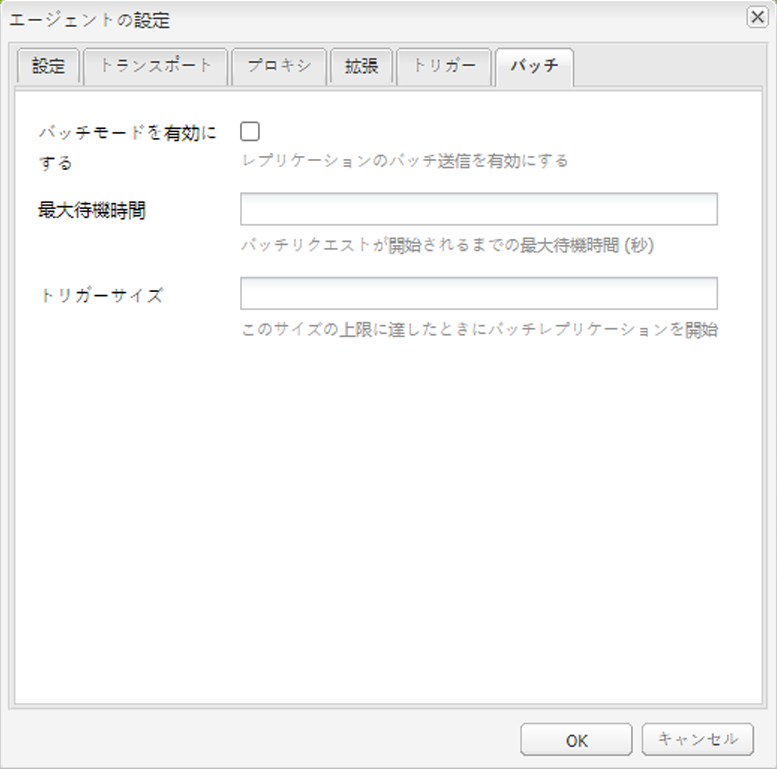 エージェントの設定
設定 トランスポート プロキシ 拡張 トリガー バッチ
バッチモードを有効に
する
レプリケーションのバッチ送信を有効にする
最大待機時間
バッチリクエストが開始されるまでの最大待機時間 (秒)
トリガーサイズ
このサイズの上限に達したときにバッチレプリケーションを開始
OK キャンセル